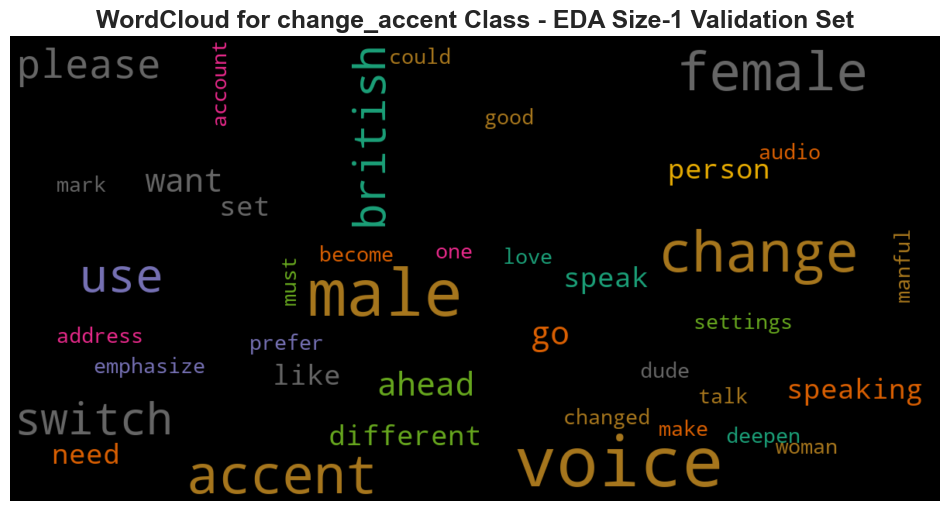 WordCloud for change_accent Class - EDA Size-1 Validation Set
please
account
british
could
female
good
audio
person
mark
want
set
become
one
love
change
manful
use
must
male
speak
settings
address
prefer
go
emphasize
like
ahead
dude
talk
speaking
switch
changed
make
deepen
different
need
woman
accent
voice